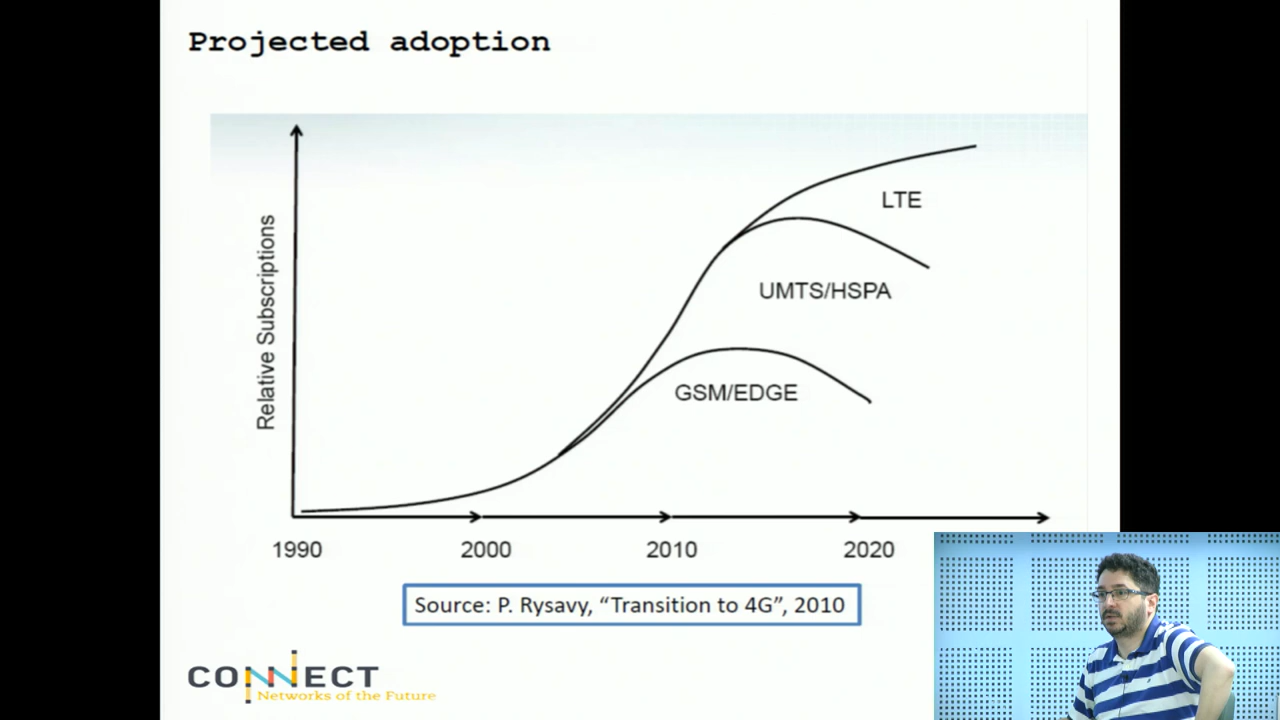 Projected adoption
Relative Subscriptions
LTE
UMTS/HSPA
GSM/EDGE
1990
2000
2010
2020
Source: P. Rysavy, “Transition to 4G”, 2010
CONNECT
Networks of the Future